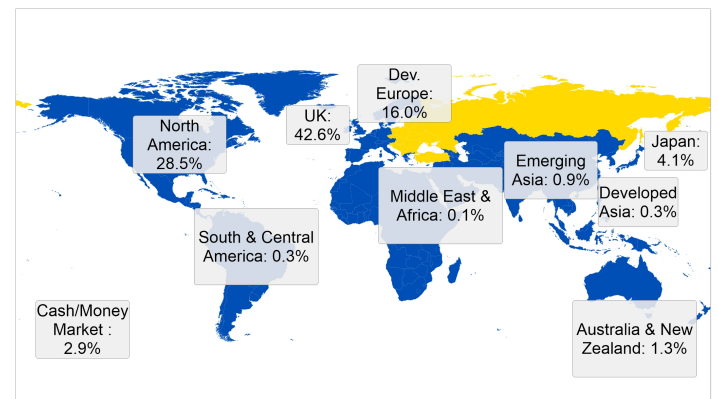 Dev.
Europe:
16.0%
UK:
42.6%
North
America:
28.5%
Japan:
4.1%
Emerging
Asia: 0.9%
Middle East &
Africa: 0.1%
Developed
Asia: 0.3%
South & Central
America: 0.3%
Cash/Money
Market :
2.9%
Australia & New
Zealand: 1.3%